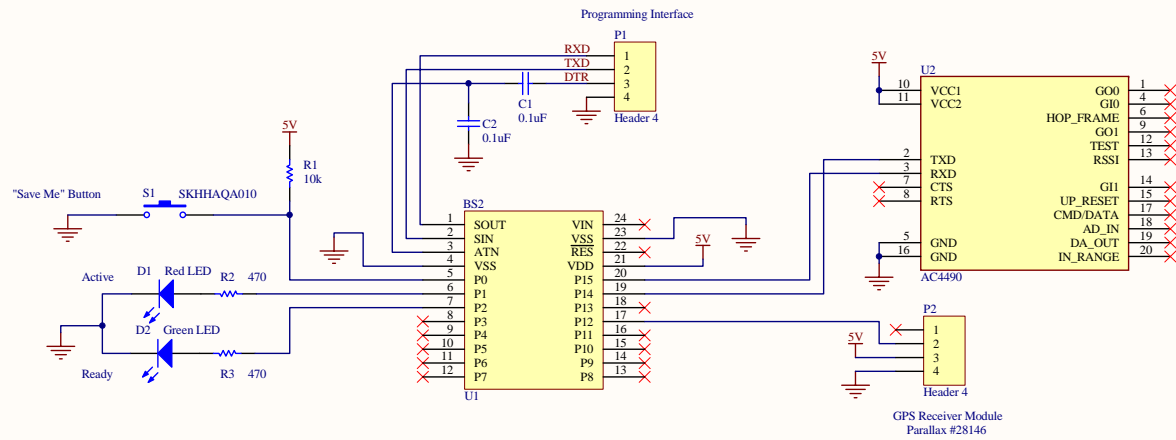 Programming Interface
P1
RXD
TXD
DTR
1
2
3
4
Header 4
C1
0.1uF
C2
0.1uF
5V
R1
10k
"Save Me" Button
S1
SKHHAQA010
Active
D1
Red LED
R2
470
D2
Green LED
Ready
R3
470
BS2
1 SOUT
2 SIN
3 ATN
4 VSS
5 P0
6 P1
7 P2
8 P3
9 P4
10 P5
11 P6
12 P7
VIN 24
VSS 23
RES 22
VDD 21
P15 20
P14 19
P13 18
P12 17
P11 16
P10 15
P9 14
P8 13
U1
5V
5V
U2
10 VCC1
11 VCC2
2 TXD
3 RXD
7 CTS
8 RTS
5 GND
16 GND
GO0 1
GI0 4
HOP_FRAME 6
GO1 9
TEST 12
RSSI 13
GI1 14
UP_RESET 15
CMD/DATA 17
AD_IN 18
DA_OUT 19
IN_RANGE 20
AC4490
P2
5V
1
2
3
4
Header 4
GPS Receiver Module
Parallax #28146